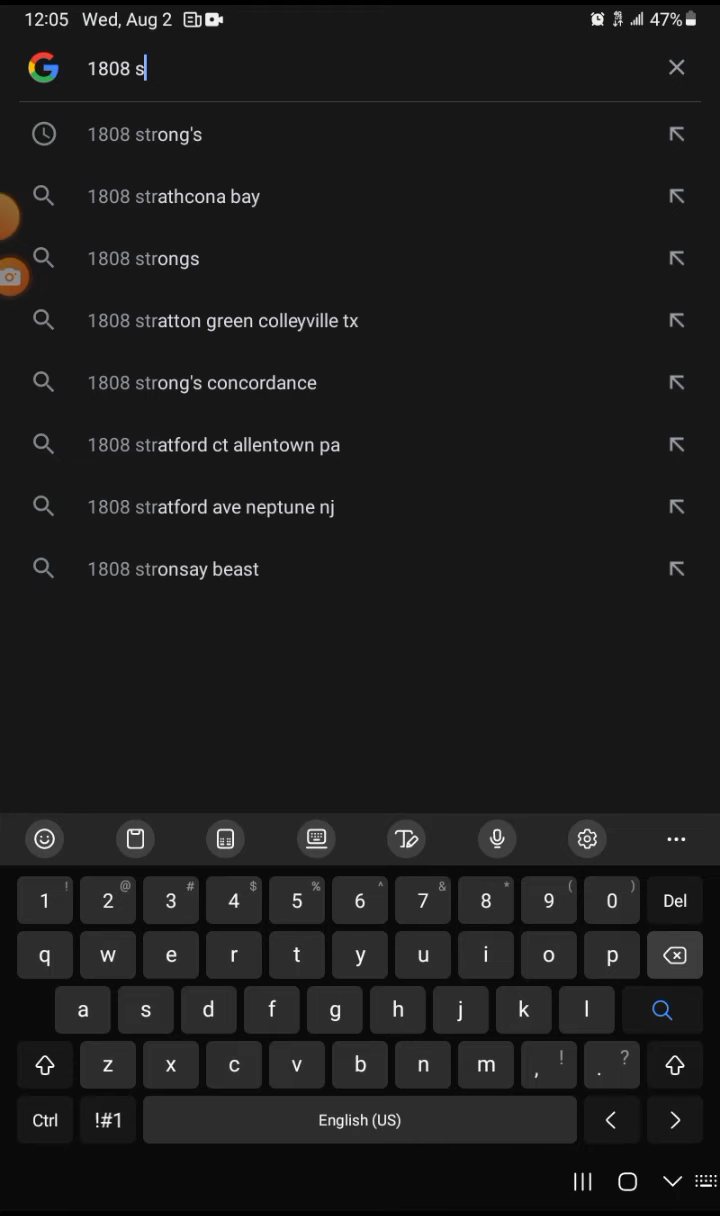 12:05 Wed, Aug 2 47%
1808 s
1808 strong's
1808 strathcona bay
1808 strongs
1808 stratton green colleyville tx
1808 strong's concordance
1808 stratford ct allentown pa
1808 stratford ave neptune nj
1808 stronsay beast
! @ # $ % ^ & * ( )
1 2 3 4 5 6 7 8 9 0 Del
q w e r t y u i o p
a s d f g h j k l
z x c v b n m , ! . ?
Ctrl !#1 English (US) < >